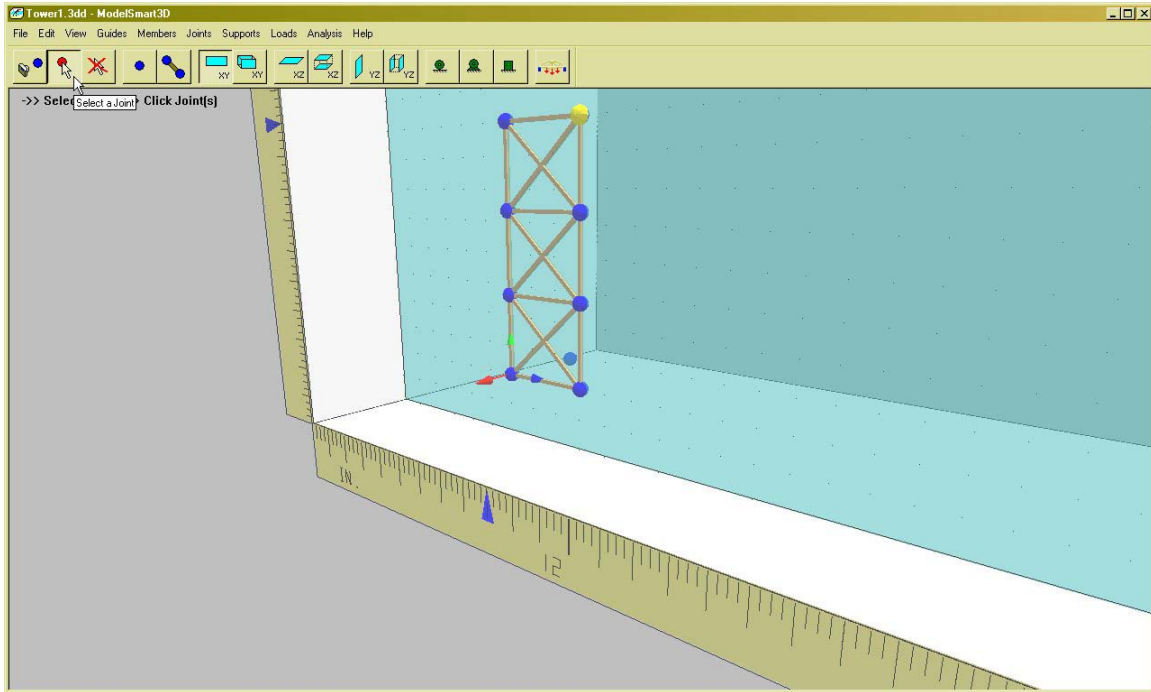 Tower1.3dd - ModelSmart3D
File Edit View Guides Members Joints Supports Loads Analysis Help
XY XY XZ XZ YZ YZ
->> Selec Click Joint(s)
Select a Joint
IN.
12